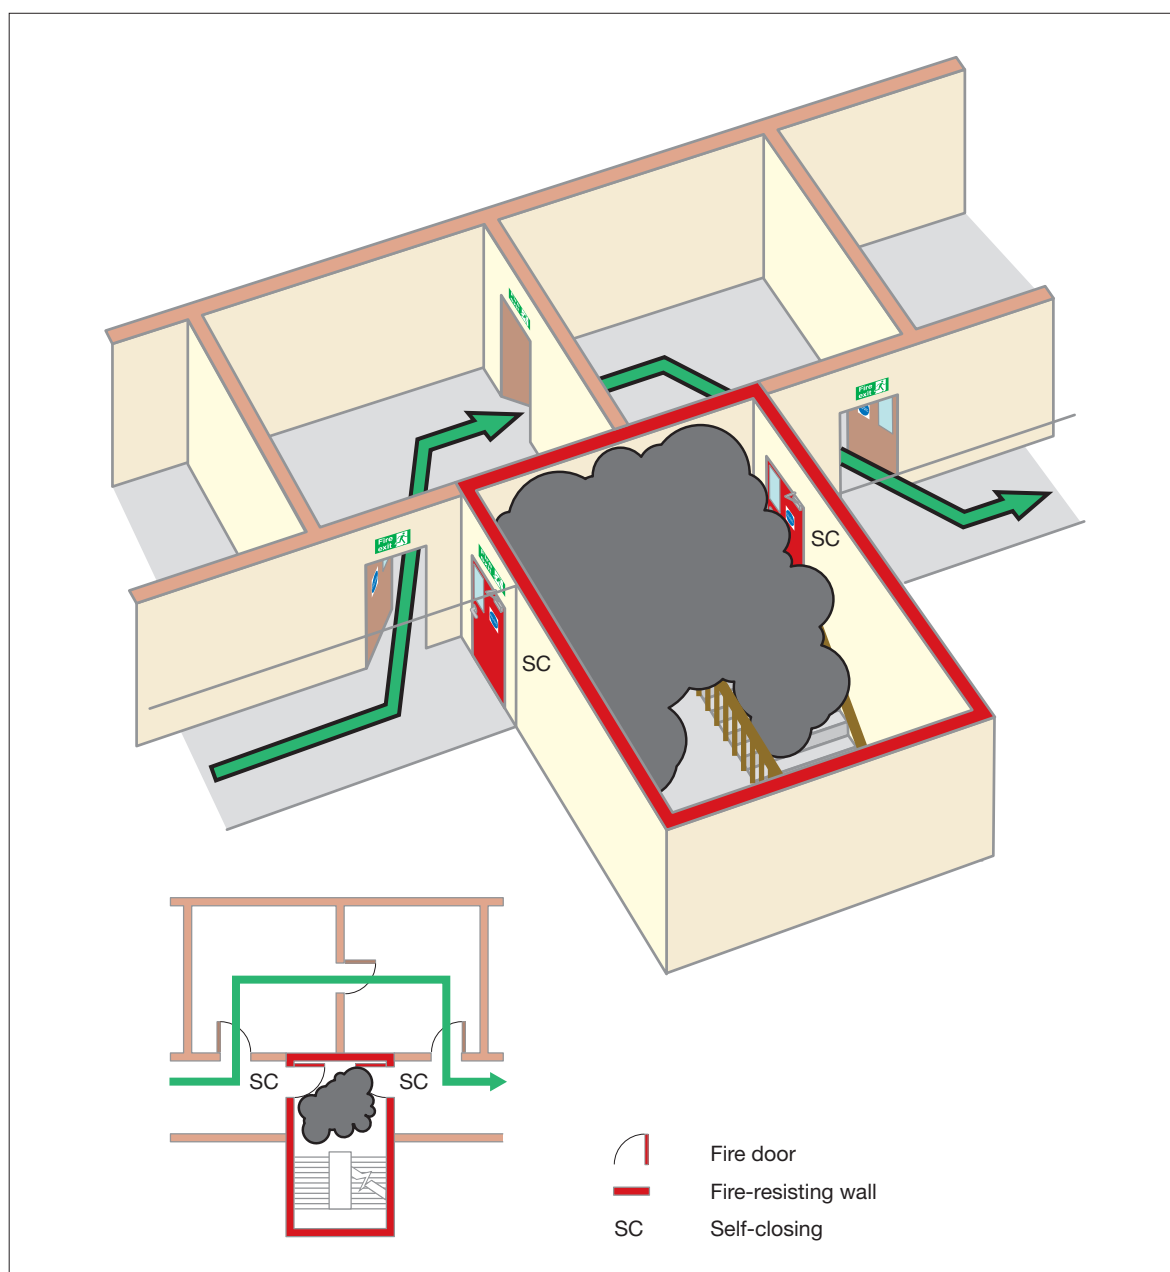 Fire
exit
Fire
exit
SC
SC
SC
SC
Fire door
Fire-resisting wall
SC
Self-closing